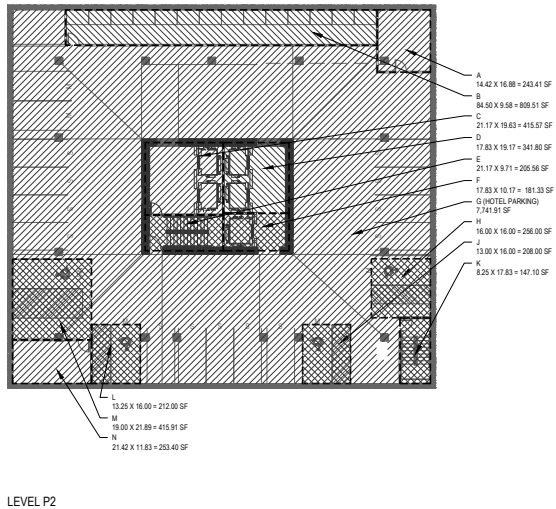 A
14.42 X 16.88 = 243.41 SF
B
84.50 X 9.58 = 809.51 SF
C
21.17 X 19.63 = 415.57 SF
D
17.83 X 19.17 = 341.80 SF
E
21.17 X 9.71 = 205.56 SF
F
17.83 X 10.17 = 181.33 SF
G (HOTEL PARKING)
7,741.91 SF
H
16.00 X 16.00 = 256.00 SF
J
13.00 X 16.00 = 208.00 SF
K
8.25 X 17.83 = 147.10 SF
L
13.25 X 16.00 = 212.00 SF
M
19.00 X 21.89 = 415.91 SF
N
21.42 X 11.83 = 253.40 SF
LEVEL P2